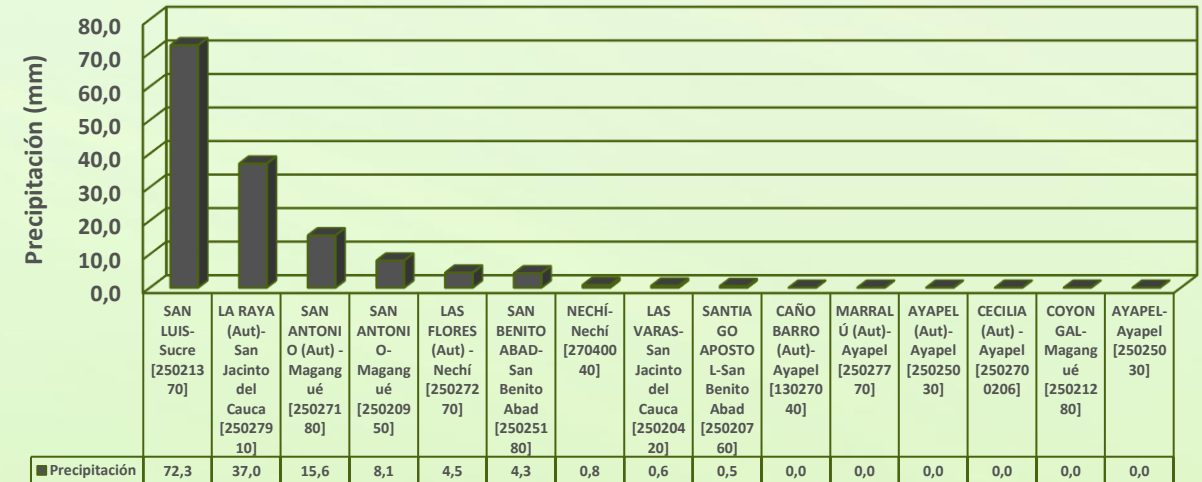 Precipitación (mm)
80,0
70,0
60,0
50,0
40,0
30,0
20,0
10,0
0,0
SAN
LUIS-
Sucre
[250213
70]
LA RAYA
(Aut)-
San
Jacinto
del
Cauca
[250279
10]
SAN
ANTONI
O (Aut) -
Magang
ué
[250271
80]
SAN
ANTONI
O-
Magang
ué
[250209
50]
LAS
FLORES
(Aut) -
Nechí
[250272
70]
SAN
BENITO
ABAD-
San
Benito
Abad
[250251
80]
NECHÍ-
Nechí
[270400
40]
LAS
VARAS-
San
Jacinto
del
Cauca
[250204
20]
SANTIA
GO
APOSTO
L-San
Benito
Abad
[250207
60]
CAÑO
BARRO
(Aut)-
Ayapel
[130270
40]
MARRAL
Ú (Aut)-
Ayapel
[250277
70]
AYAPEL
(Aut)-
Ayapel
[250250
30]
CECILIA
(Aut) -
Ayapel
[250270
0206]
COYON
GAL-
Magang
ué
[250212
80]
AYAPEL-
Ayapel
[250250
30]
Precipitación 72,3 37,0 15,6 8,1 4,5 4,3 0,8 0,6 0,5 0,0 0,0 0,0 0,0 0,0 0,0